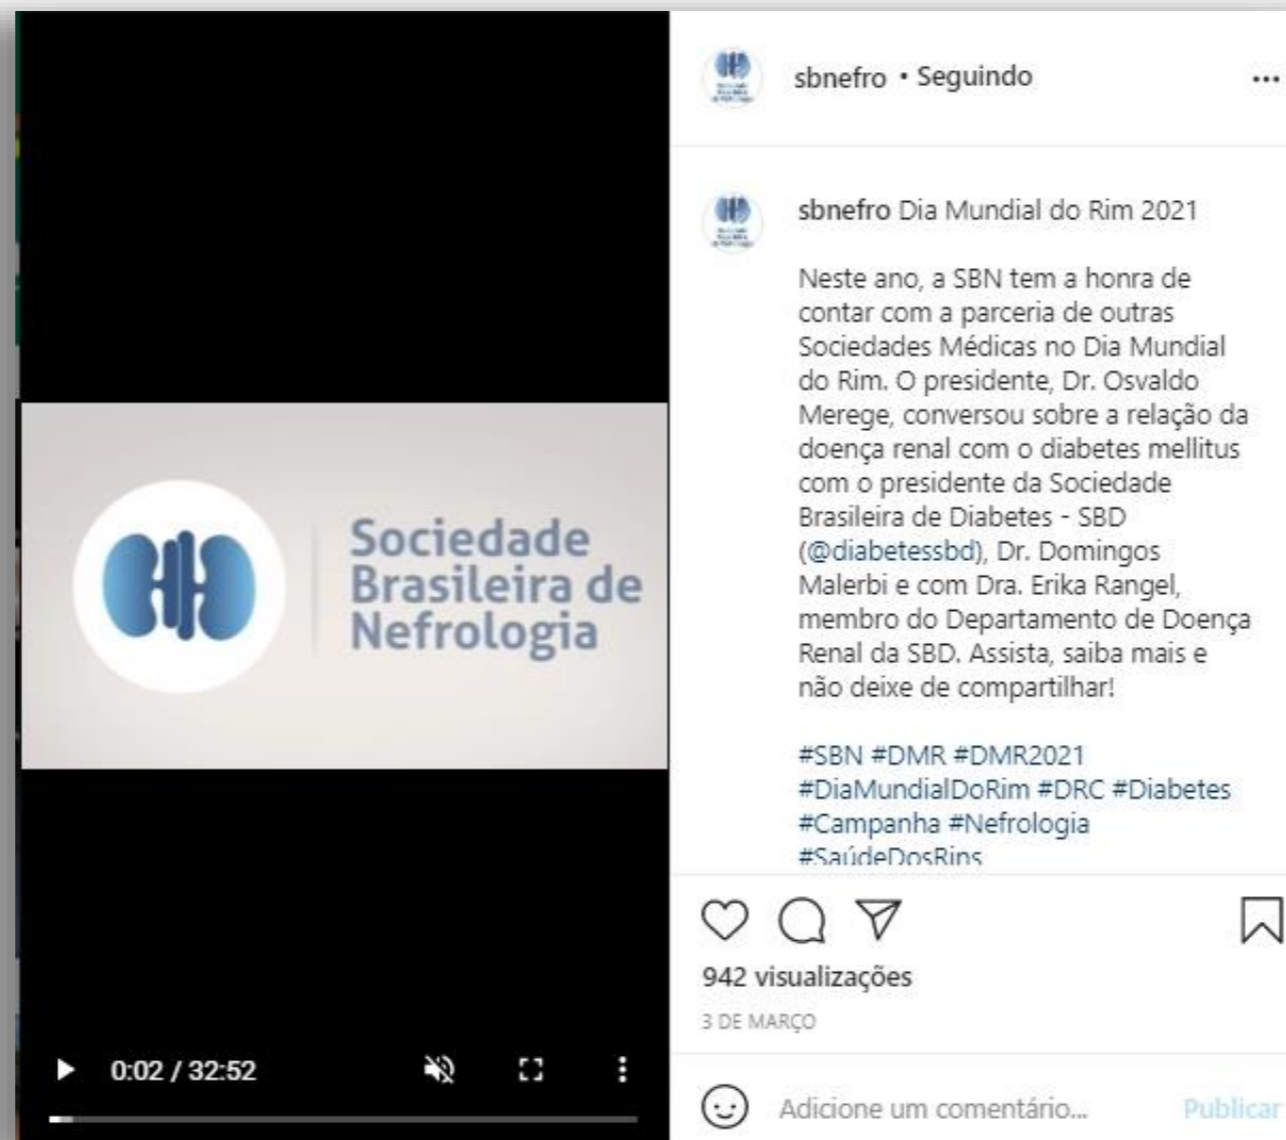 sbnefro • Seguindo
sbnefro Dia Mundial do Rim 2021
Neste ano, a SBN tem a honra de
contar com a parceria de outras
Sociedades Médicas no Dia Mundial
do Rim. O presidente, Dr. Osvaldo
Merege, conversou sobre a relação da
doença renal com o diabetes mellitus
com o presidente da Sociedade
Brasileira de Diabetes - SBD
(@diabetessbd), Dr. Domingos
Malerbi e com Dra. Erika Rangel,
membro do Departamento de Doença
Renal da SBD. Assista, saiba mais e
não deixe de compartilhar!
#SBN #DMR #DMR2021
#DiaMundialDoRim #DRC #Diabetes
#Campanha #Nefrologia
#SaúdeDosRins
942 visualizações
3 DE MARÇO
Adicione um comentário...
Publicar
Sociedade
Brasileira de
Nefrologia
0:02 / 32:52